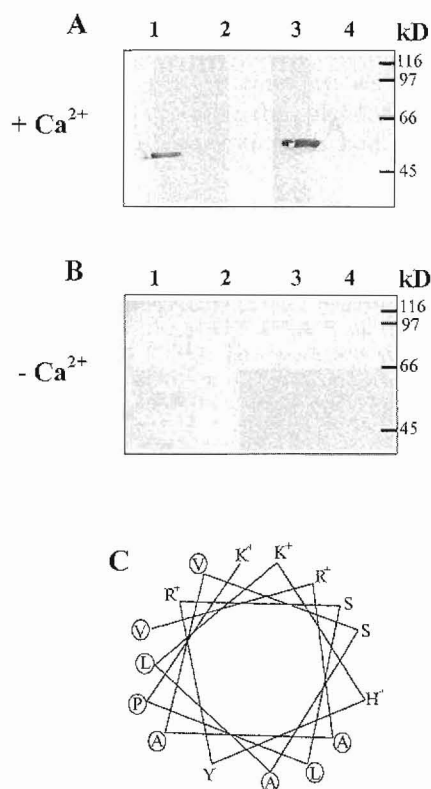 A
1 2 3 4 kD
+ Ca²⁺
116
97
66
45
B
1 2 3 4 kD
- Ca²⁺
116
97
66
45
C
V K⁺ K⁺
R⁺ R⁺
S
V S
L
P H⁺
A A
Y L
A